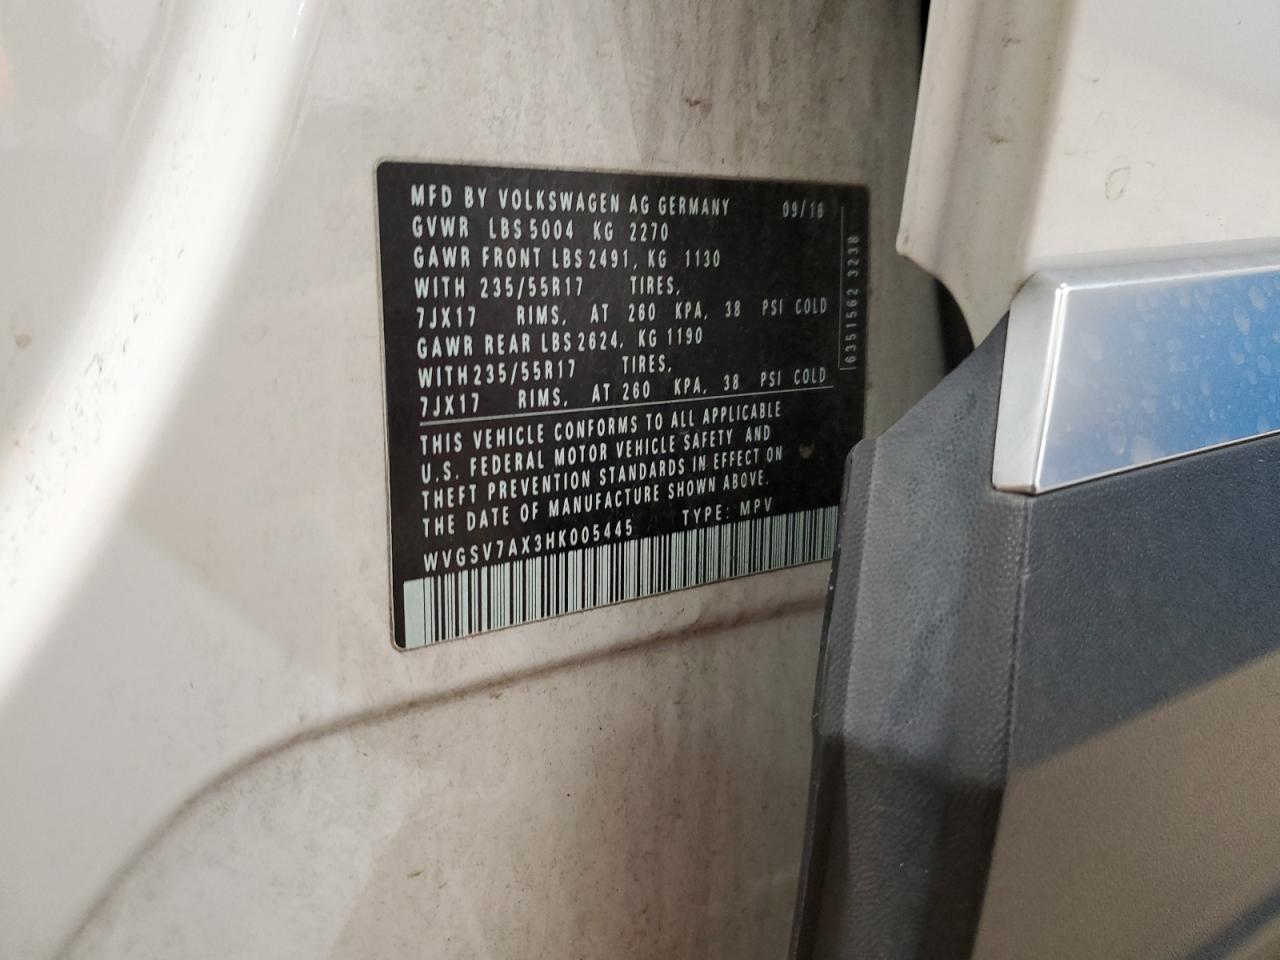 MFD BY VOLKSWAGEN AG GERMANY 09/16
GVWR LBS 5004 KG 2270
GAWR FRONT LBS 2491, KG 1130
WITH 235/55R17 TIRES,
7JX17 RIMS, AT 260 KPA, 38 PSI COLD
GAWR REAR LBS 2624, KG 1190
WITH 235/55R17 TIRES,
7JX17 RIMS, AT 260 KPA, 38 PSI COLD
THIS VEHICLE CONFORMS TO ALL APPLICABLE
U.S. FEDERAL MOTOR VEHICLE SAFETY AND
THEFT PREVENTION STANDARDS IN EFFECT ON
THE DATE OF MANUFACTURE SHOWN ABOVE.
WVGSV7AX3HK005445 TYPE: MPV
6351562 3238